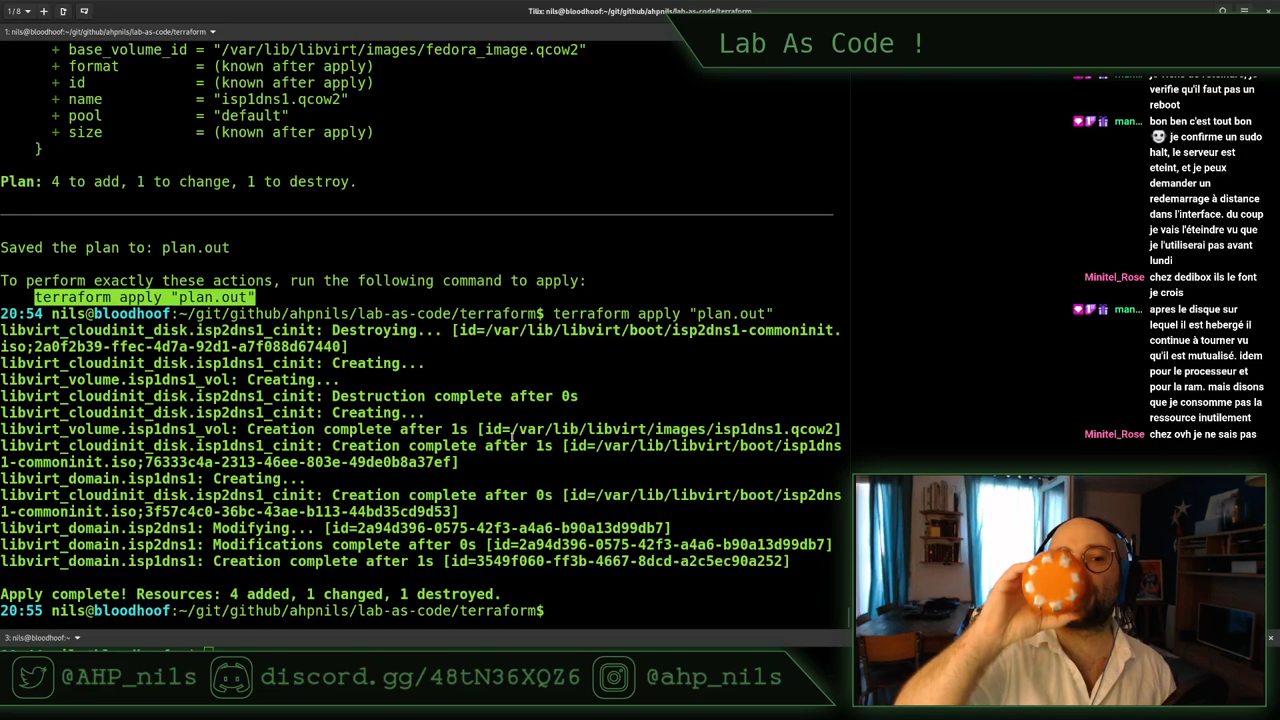 1 / 8
Tilix: nils@bloodhoof:~/git/github/ahpnils/lab-as-code/terraform
1: nils@bloodhoof:~/git/github/ahpnils/lab-as-code/terraform
Lab As Code !
+ base_volume_id = "/var/lib/libvirt/images/fedora_image.qcow2"
+ format         = (known after apply)
+ id             = (known after apply)
+ name           = "isp1dns1.qcow2"
+ pool           = "default"
+ size           = (known after apply)
}
Plan: 4 to add, 1 to change, 1 to destroy.
Saved the plan to: plan.out
To perform exactly these actions, run the following command to apply:
terraform apply "plan.out"
20:54 nils@bloodhoof:~/git/github/ahpnils/lab-as-code/terraform$ terraform apply "plan.out"
libvirt_cloudinit_disk.isp2dns1_cinit: Destroying... [id=/var/lib/libvirt/boot/isp2dns1-commoninit.
iso;2a0f2b39-ffec-4d7a-92d1-a7f088d67440]
libvirt_cloudinit_disk.isp1dns1_cinit: Creating...
libvirt_volume.isp1dns1_vol: Creating...
libvirt_cloudinit_disk.isp2dns1_cinit: Destruction complete after 0s
libvirt_cloudinit_disk.isp2dns1_cinit: Creating...
libvirt_volume.isp1dns1_vol: Creation complete after 1s [id=/var/lib/libvirt/images/isp1dns1.qcow2]
libvirt_cloudinit_disk.isp1dns1_cinit: Creation complete after 1s [id=/var/lib/libvirt/boot/isp1dns
1-commoninit.iso;76333c4a-2313-46ee-803e-49de0b8a37ef]
libvirt_domain.isp1dns1: Creating...
libvirt_cloudinit_disk.isp2dns1_cinit: Creation complete after 0s [id=/var/lib/libvirt/boot/isp2dns
1-commoninit.iso;3f57c4c0-36bc-43ae-b113-44bd35cd9d53]
libvirt_domain.isp2dns1: Modifying... [id=2a94d396-0575-42f3-a4a6-b90a13d99db7]
libvirt_domain.isp2dns1: Modifications complete after 0s [id=2a94d396-0575-42f3-a4a6-b90a13d99db7]
libvirt_domain.isp1dns1: Creation complete after 1s [id=3549f060-ff3b-4667-8dcd-a2c5ec90a252]
Apply complete! Resources: 4 added, 1 changed, 1 destroyed.
20:55 nils@bloodhoof:~/git/github/ahpnils/lab-as-code/terraform$
3: nils@bloodhoof:~
verifie qu'il faut pas un
reboot
man... bon ben c'est tout bon
je confirme un sudo
halt, le serveur est
eteint, et je peux
demander un
redemarrage à distance
dans l'interface. du coup
je vais l'éteindre vu que
je l'utiliserai pas avant
lundi
Minitel_Rose chez dedibox ils le font
je crois
man... apres le disque sur
lequel il est hebergé il
continue à tourner vu
qu'il est mutualisé. idem
pour le processeur et
pour la ram. mais disons
que je consomme pas la
ressource inutilement
Minitel_Rose chez ovh je ne sais pas
@AHP_nils discord.gg/48tN36XQZ6 @ahp_nils